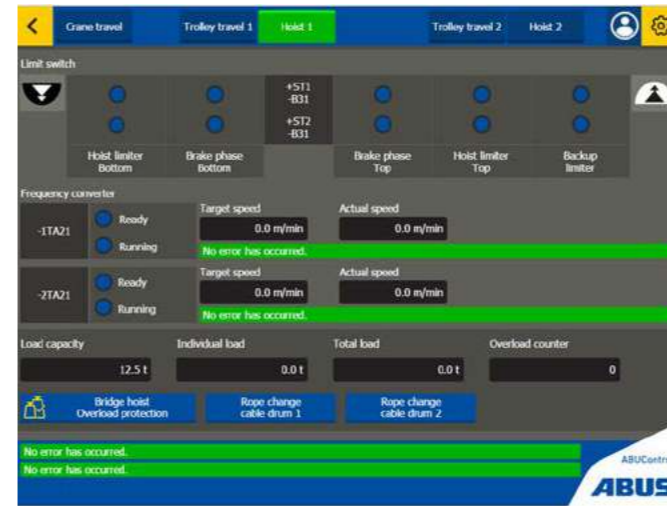 Crane travel
Trolley travel 1
Hoist 1
Trolley travel 2
Hoist 2
Limit switch
+ST1
-B31
+ST2
-B31
Hoist limiter
Bottom
Brake phase
Bottom
Brake phase
Top
Hoist limiter
Top
Backup
limiter
Frequency converter
-1TA21
Ready
Running
Target speed
0.0 m/min
Actual speed
0.0 m/min
No error has occurred.
-2TA21
Ready
Running
Target speed
0.0 m/min
Actual speed
0.0 m/min
No error has occurred.
Load capacity
12.5 t
Individual load
0.0 t
Total load
0.0 t
Overload counter
0
Bridge hoist
Overload protection
Rope change
cable drum 1
Rope change
cable drum 2
No error has occurred.
No error has occurred.
ABUS